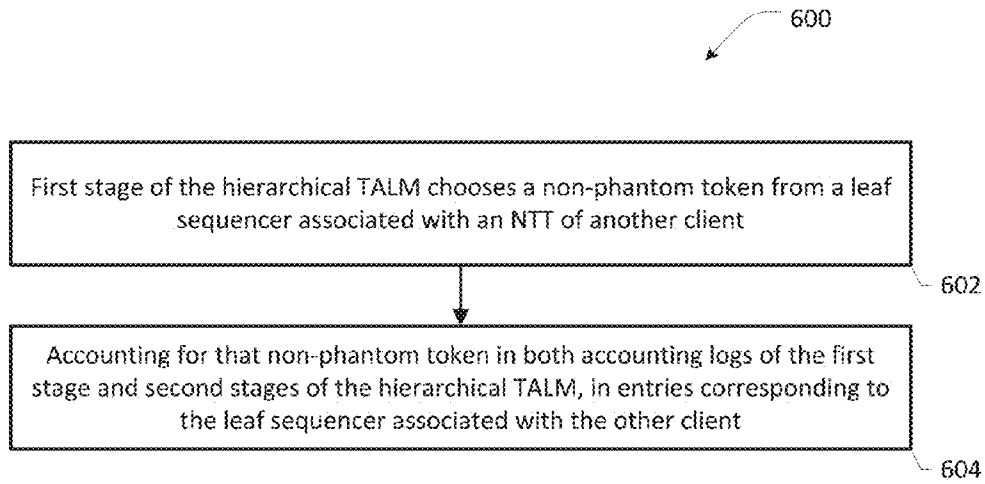 600
First stage of the hierarchical TALM chooses a non-phantom token from a leaf
sequencer associated with an NTT of another client
602
Accounting for that non-phantom token in both accounting logs of the first
stage and second stages of the hierarchical TALM, in entries corresponding to
the leaf sequencer associated with the other client
604